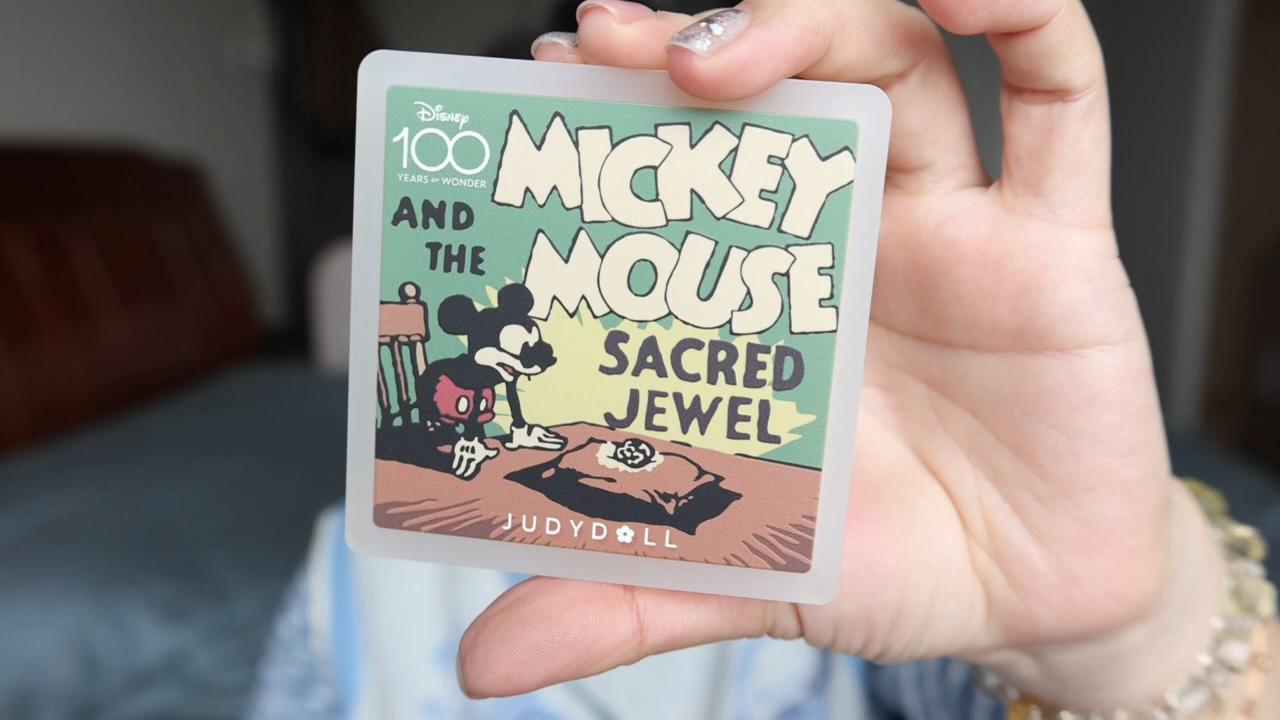 Disney
100
YEARS OF WONDER
MICKEY
MOUSE
AND
THE
SACRED
JEWEL
JUDYDOLL